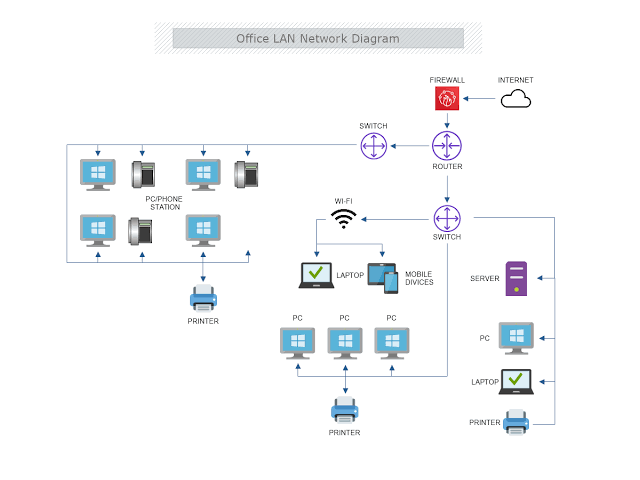 Office LAN Network Diagram
FIREWALL
INTERNET
SWITCH
ROUTER
PC/PHONE
STATION
WI-FI
SWITCH
LAPTOP
MOBILE
DIVICES
SERVER
PRINTER
PC
PC
PC
PC
LAPTOP
PRINTER
PRINTER